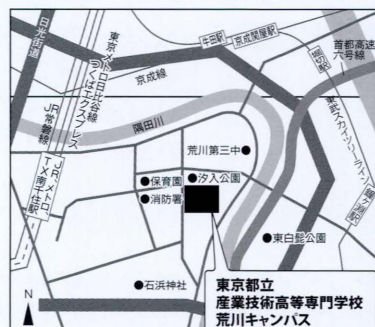 日光街道
東京メトロ日比谷線
つくばエクスプレス
JR常磐線
京成線
牛田駅
京成関屋駅
堀切駅
首都高速
六号線
東武スカイツリーライン
鐘ヶ淵駅
隅田川
荒川第三中●
●保育園
●汐入公園
●消防署
JR、メトロ、
TX南千住駅
●東白髭公園
●石浜神社
N
東京都立
産業技術高等専門学校
荒川キャンパス